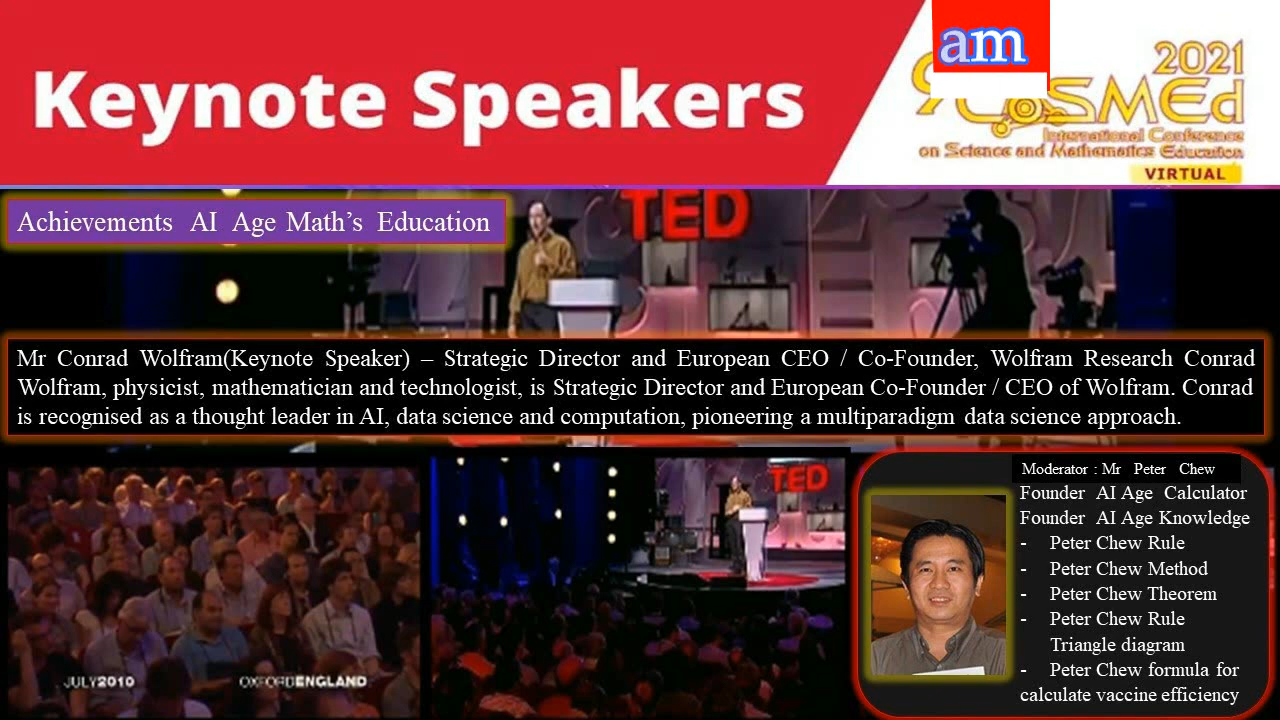 Keynote Speakers
am
2021
COSMEd
International Conference
on Science and Mathematics Education
VIRTUAL
Achievements AI Age Math’s Education
TED
Mr Conrad Wolfram(Keynote Speaker) – Strategic Director and European CEO / Co-Founder, Wolfram Research Conrad
Wolfram, physicist, mathematician and technologist, is Strategic Director and European Co-Founder / CEO of Wolfram. Conrad
is recognised as a thought leader in AI, data science and computation, pioneering a multiparadigm data science approach.
JULY2010
OXFORDENGLAND
TED
Moderator : Mr Peter Chew
Founder AI Age Calculator
Founder AI Age Knowledge
- Peter Chew Rule
- Peter Chew Method
- Peter Chew Theorem
- Peter Chew Rule
Triangle diagram
- Peter Chew formula for
calculate vaccine efficiency